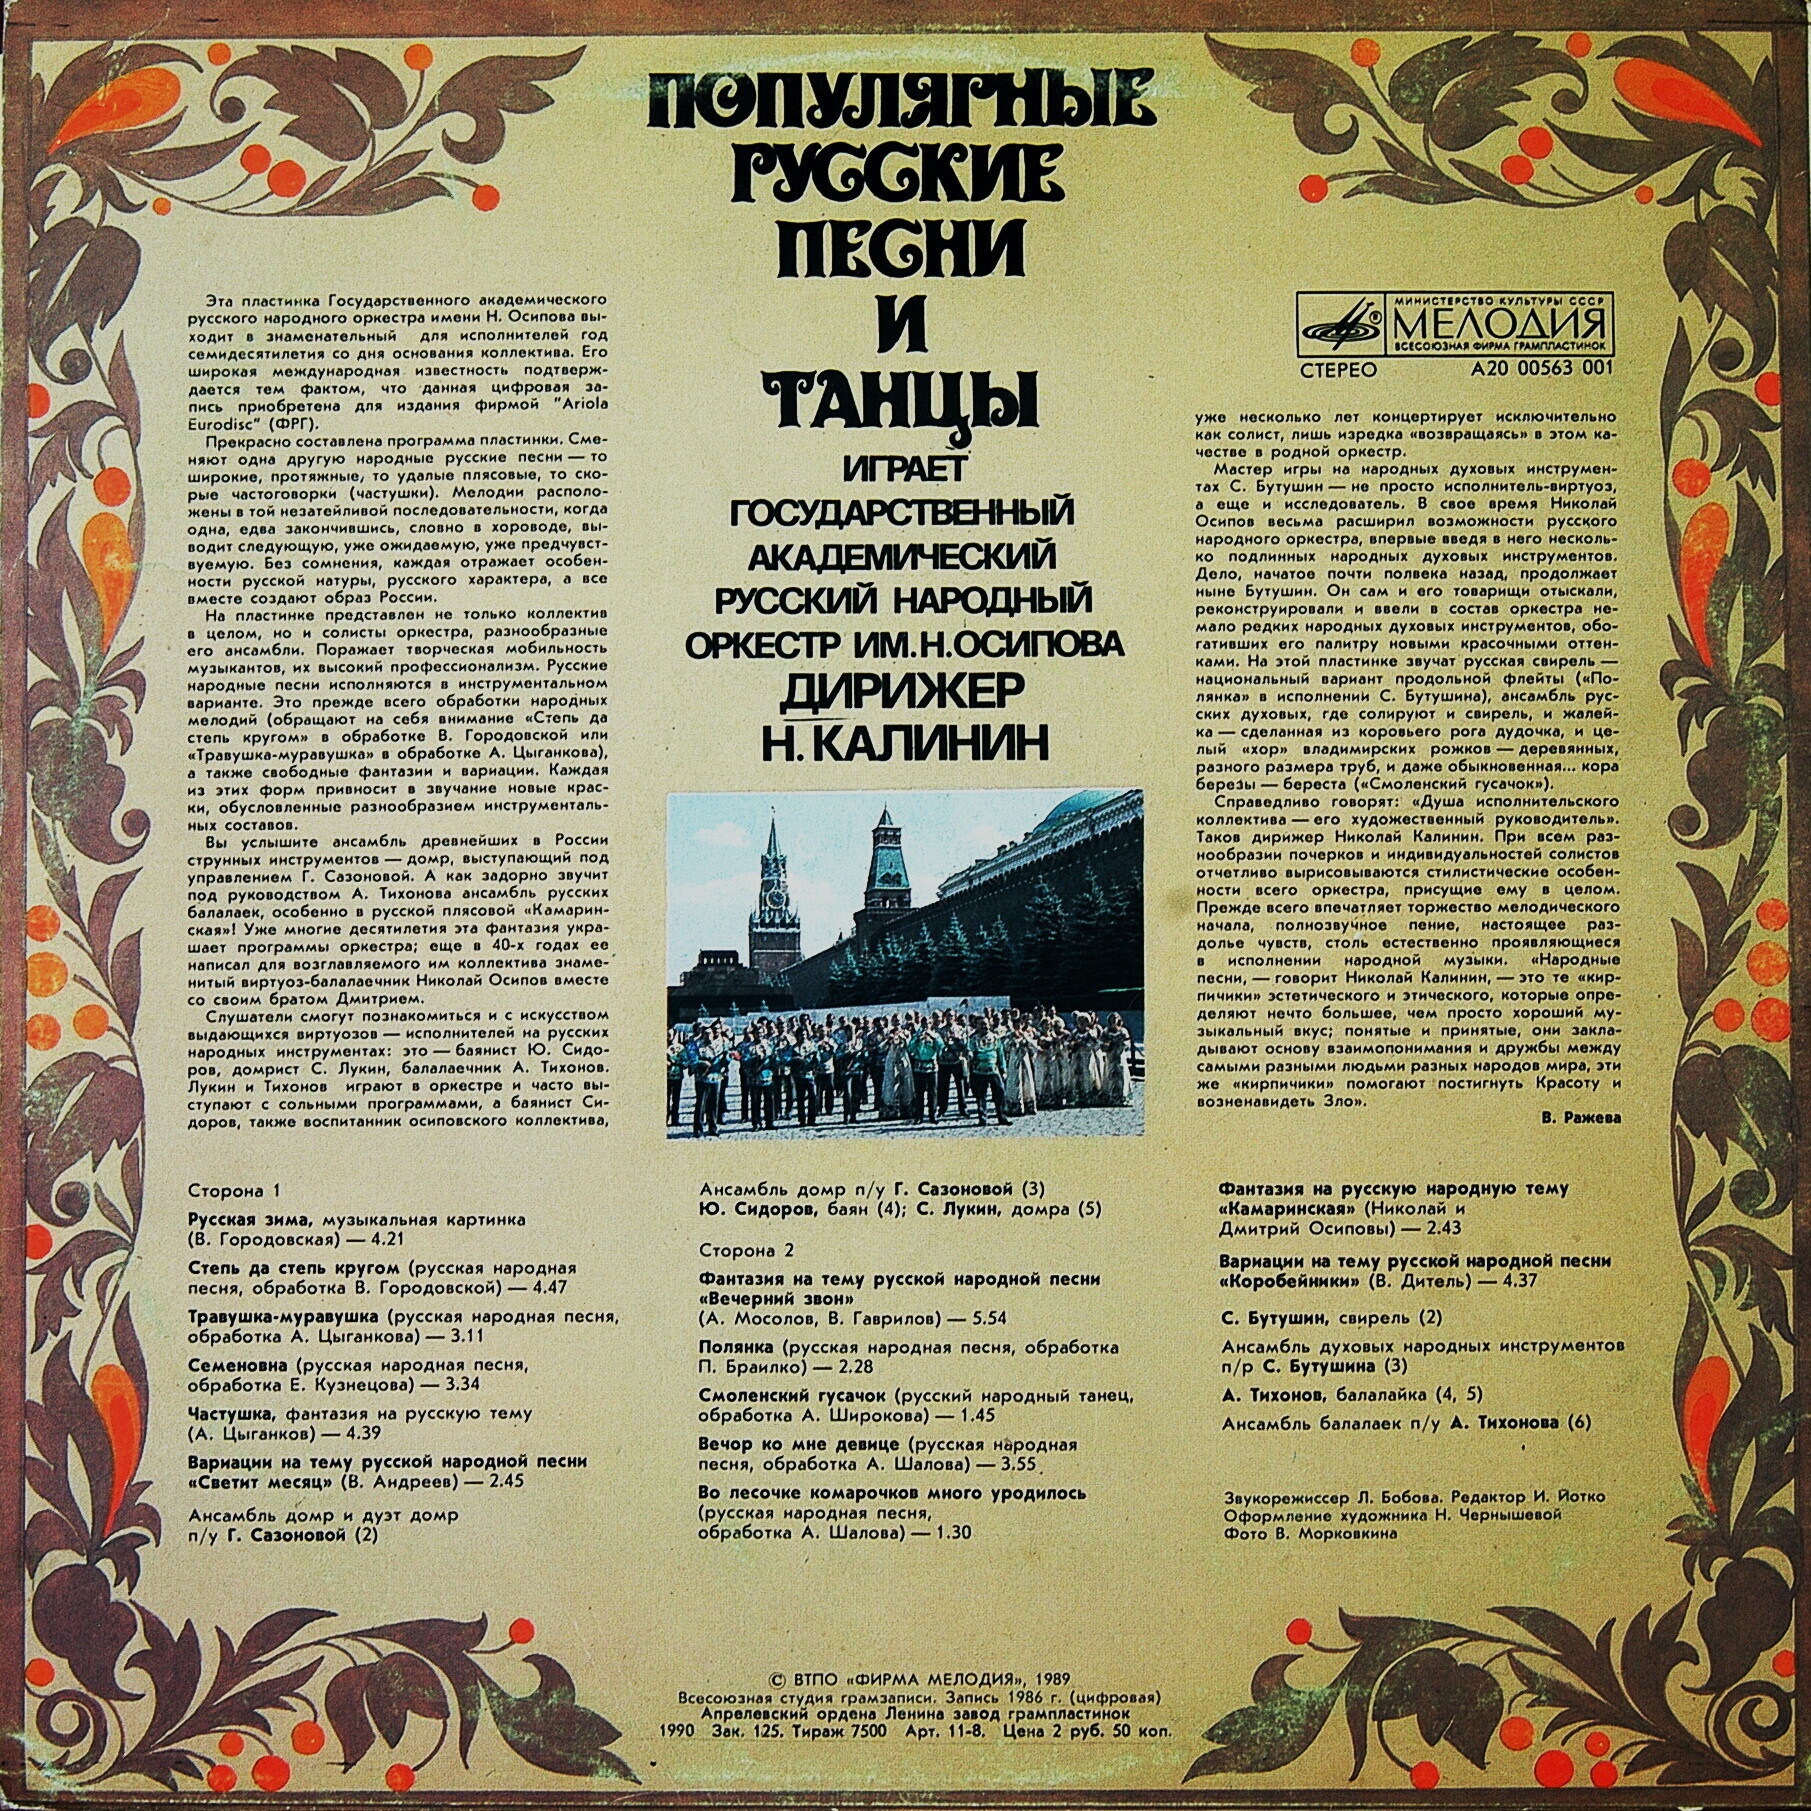 ПОПУЛЯРНЫЕ
РУССКИЕ
ПЕСНИ
И
ТАНЦЫ
ИГРАЕТ
ГОСУДАРСТВЕННЫЙ
АКАДЕМИЧЕСКИЙ
РУССКИЙ НАРОДНЫЙ
ОРКЕСТР ИМ. Н. ОСИПОВА
ДИРИЖЕР
Н. КАЛИНИН
Эта пластинка Государственного академического
русского народного оркестра имени Н. Осипова вы-
ходит в знаменательный для исполнителей год
семидесятилетия со дня основания коллектива. Его
широкая международная известность подтверж-
дается тем фактом, что данная цифровая за-
пись приобретена для издания фирмой "Ariola
Eurodisc" (ФРГ).
Прекрасно составлена программа пластинки. Сме-
няют одна другую народные русские песни — то
широкие, протяжные, то удалые плясовые, то ско-
рые частоговорки (частушки). Мелодии располо-
жены в той незатейливой последовательности, когда
одна, едва закончившись, словно в хороводе, вы-
водит следующую, уже ожидаемую, уже предчувст-
вуемую. Без сомнения, каждая отражает особен-
ности русской натуры, русского характера, а все
вместе создают образ России.
На пластинке представлен не только коллектив
в целом, но и солисты оркестра, разнообразные
его ансамбли. Поражает творческая мобильность
музыкантов, их высокий профессионализм. Русские
народные песни исполняются в инструментальном
варианте. Это прежде всего обработки народных
мелодий (обращают на себя внимание «Степь да
степь кругом» в обработке В. Городовской или
«Травушка-муравушка» в обработке А. Цыганкова),
а также свободные фантазии и вариации. Каждая
из этих форм привносит в звучание новые крас-
ки, обусловленные разнообразием инструменталь-
ных составов.
Вы услышите ансамбль древнейших в России
струнных инструментов — домр, выступающий под
управлением Г. Сазоновой. А как задорно звучит
под руководством А. Тихонова ансамбль русских
балалаек, особенно в русской плясовой «Камарин-
ская»! Уже многие десятилетия эта фантазия укра-
шает программы оркестра; еще в 40-х годах ее
написал для возглавляемого им коллектива знаме-
нитый виртуоз-балалаечник Николай Осипов вместе
со своим братом Дмитрием.
Слушатели смогут познакомиться и с искусством
выдающихся виртуозов — исполнителей на русских
народных инструментах: это — баянист Ю. Сидо-
ров, домрист С. Лукин, балалаечник А. Тихонов.
Лукин и Тихонов играют в оркестре и часто вы-
ступают с сольными программами, а баянист Си-
доров, также воспитанник осиповского коллектива,
МИНИСТЕРСТВО КУЛЬТУРЫ СССР
МЕЛОДИЯ
ВСЕСОЮЗНАЯ ФИРМА ГРАМПЛАСТИНОК
СТЕРЕО А20 00563 001
уже несколько лет концертирует исключительно
как солист, лишь изредка «возвращаясь» в этом ка-
честве в родной оркестр.
Мастер игры на народных духовых инструмен-
тах С. Бутушин — не просто исполнитель-виртуоз,
а еще и исследователь. В свое время Николай
Осипов весьма расширил возможности русского
народного оркестра, впервые введя в него несколь-
ко подлинных народных духовых инструментов.
Дело, начатое почти полвека назад, продолжает
ныне Бутушин. Он сам и его товарищи отыскали,
реконструировали и ввели в состав оркестра не-
мало редких народных духовых инструментов, обо-
гативших его палитру новыми красочными оттен-
ками. На этой пластинке звучат русская свирель —
национальный вариант продольной флейты («По-
лянка» в исполнении С. Бутушина), ансамбль рус-
ских духовых, где солируют и свирель, и жалей-
ка — сделанная из коровьего рога дудочка, и це-
лый «хор» владимирских рожков — деревянных,
разного размера труб, и даже обыкновенная... кора
березы — береста («Смоленский гусачок»).
Справедливо говорят: «Душа исполнительского
коллектива — его художественный руководитель».
Таков дирижер Николай Калинин. При всем раз-
нообразии почерков и индивидуальностей солистов
отчетливо вырисовываются стилистические особен-
ности всего оркестра, присущие ему в целом.
Прежде всего впечатляет торжество мелодического
начала, полнозвучное пение, настоящее раз-
долье чувств, столь естественно проявляющиеся
в исполнении народной музыки. «Народные
песни, — говорит Николай Калинин, — это те «кир-
пичики» эстетического и этического, которые опре-
деляют нечто большее, чем просто хороший му-
зыкальный вкус; понятые и принятые, они закла-
дывают основу взаимопонимания и дружбы между
самыми разными людьми разных народов мира, эти
же «кирпичики» помогают постигнуть Красоту и
возненавидеть Зло».
В. Ражева
Сторона 1
Русская зима, музыкальная картинка
(В. Городовская) — 4.21
Степь да степь кругом (русская народная
песня, обработка В. Городовской) — 4.47
Травушка-муравушка (русская народная песня,
обработка А. Цыганкова) — 3.11
Семеновна (русская народная песня,
обработка Е. Кузнецова) — 3.34
Частушка, фантазия на русскую тему
(А. Цыганков) — 4.39
Вариации на тему русской народной песни
«Светит месяц» (В. Андреев) — 2.45
Ансамбль домр и дуэт домр
п/у Г. Сазоновой (2)
Ансамбль домр п/у Г. Сазоновой (3)
Ю. Сидоров, баян (4); С. Лукин, домра (5)
Сторона 2
Фантазия на тему русской народной песни
«Вечерний звон»
(А. Мосолов, В. Гаврилов) — 5.54
Полянка (русская народная песня, обработка
П. Браилко) — 2.28
Смоленский гусачок (русский народный танец,
обработка А. Широкова) — 1.45
Вечор ко мне девице (русская народная
песня, обработка А. Шалова) — 3.55
Во лесочке комарочков много уродилось
(русская народная песня,
обработка А. Шалова) — 1.30
Фантазия на русскую народную тему
«Камаринская» (Николай и
Дмитрий Осиповы) — 2.43
Вариации на тему русской народной песни
«Коробейники» (В. Дитель) — 4.37
С. Бутушин, свирель (2)
Ансамбль духовых народных инструментов
п/р С. Бутушина (3)
А. Тихонов, балалайка (4, 5)
Ансамбль балалаек п/у А. Тихонова (6)
Звукорежиссер Л. Бобова. Редактор И. Йотко
Оформление художника Н. Чернышевой
Фото В. Морковкина
© ВТПО «ФИРМА МЕЛОДИЯ», 1989
Всесоюзная студия грамзаписи. Запись 1986 г. (цифровая)
Апрелевский ордена Ленина завод грампластинок
1990 Зак. 125. Тираж 7500 Арт. 11-8. Цена 2 руб. 50 коп.